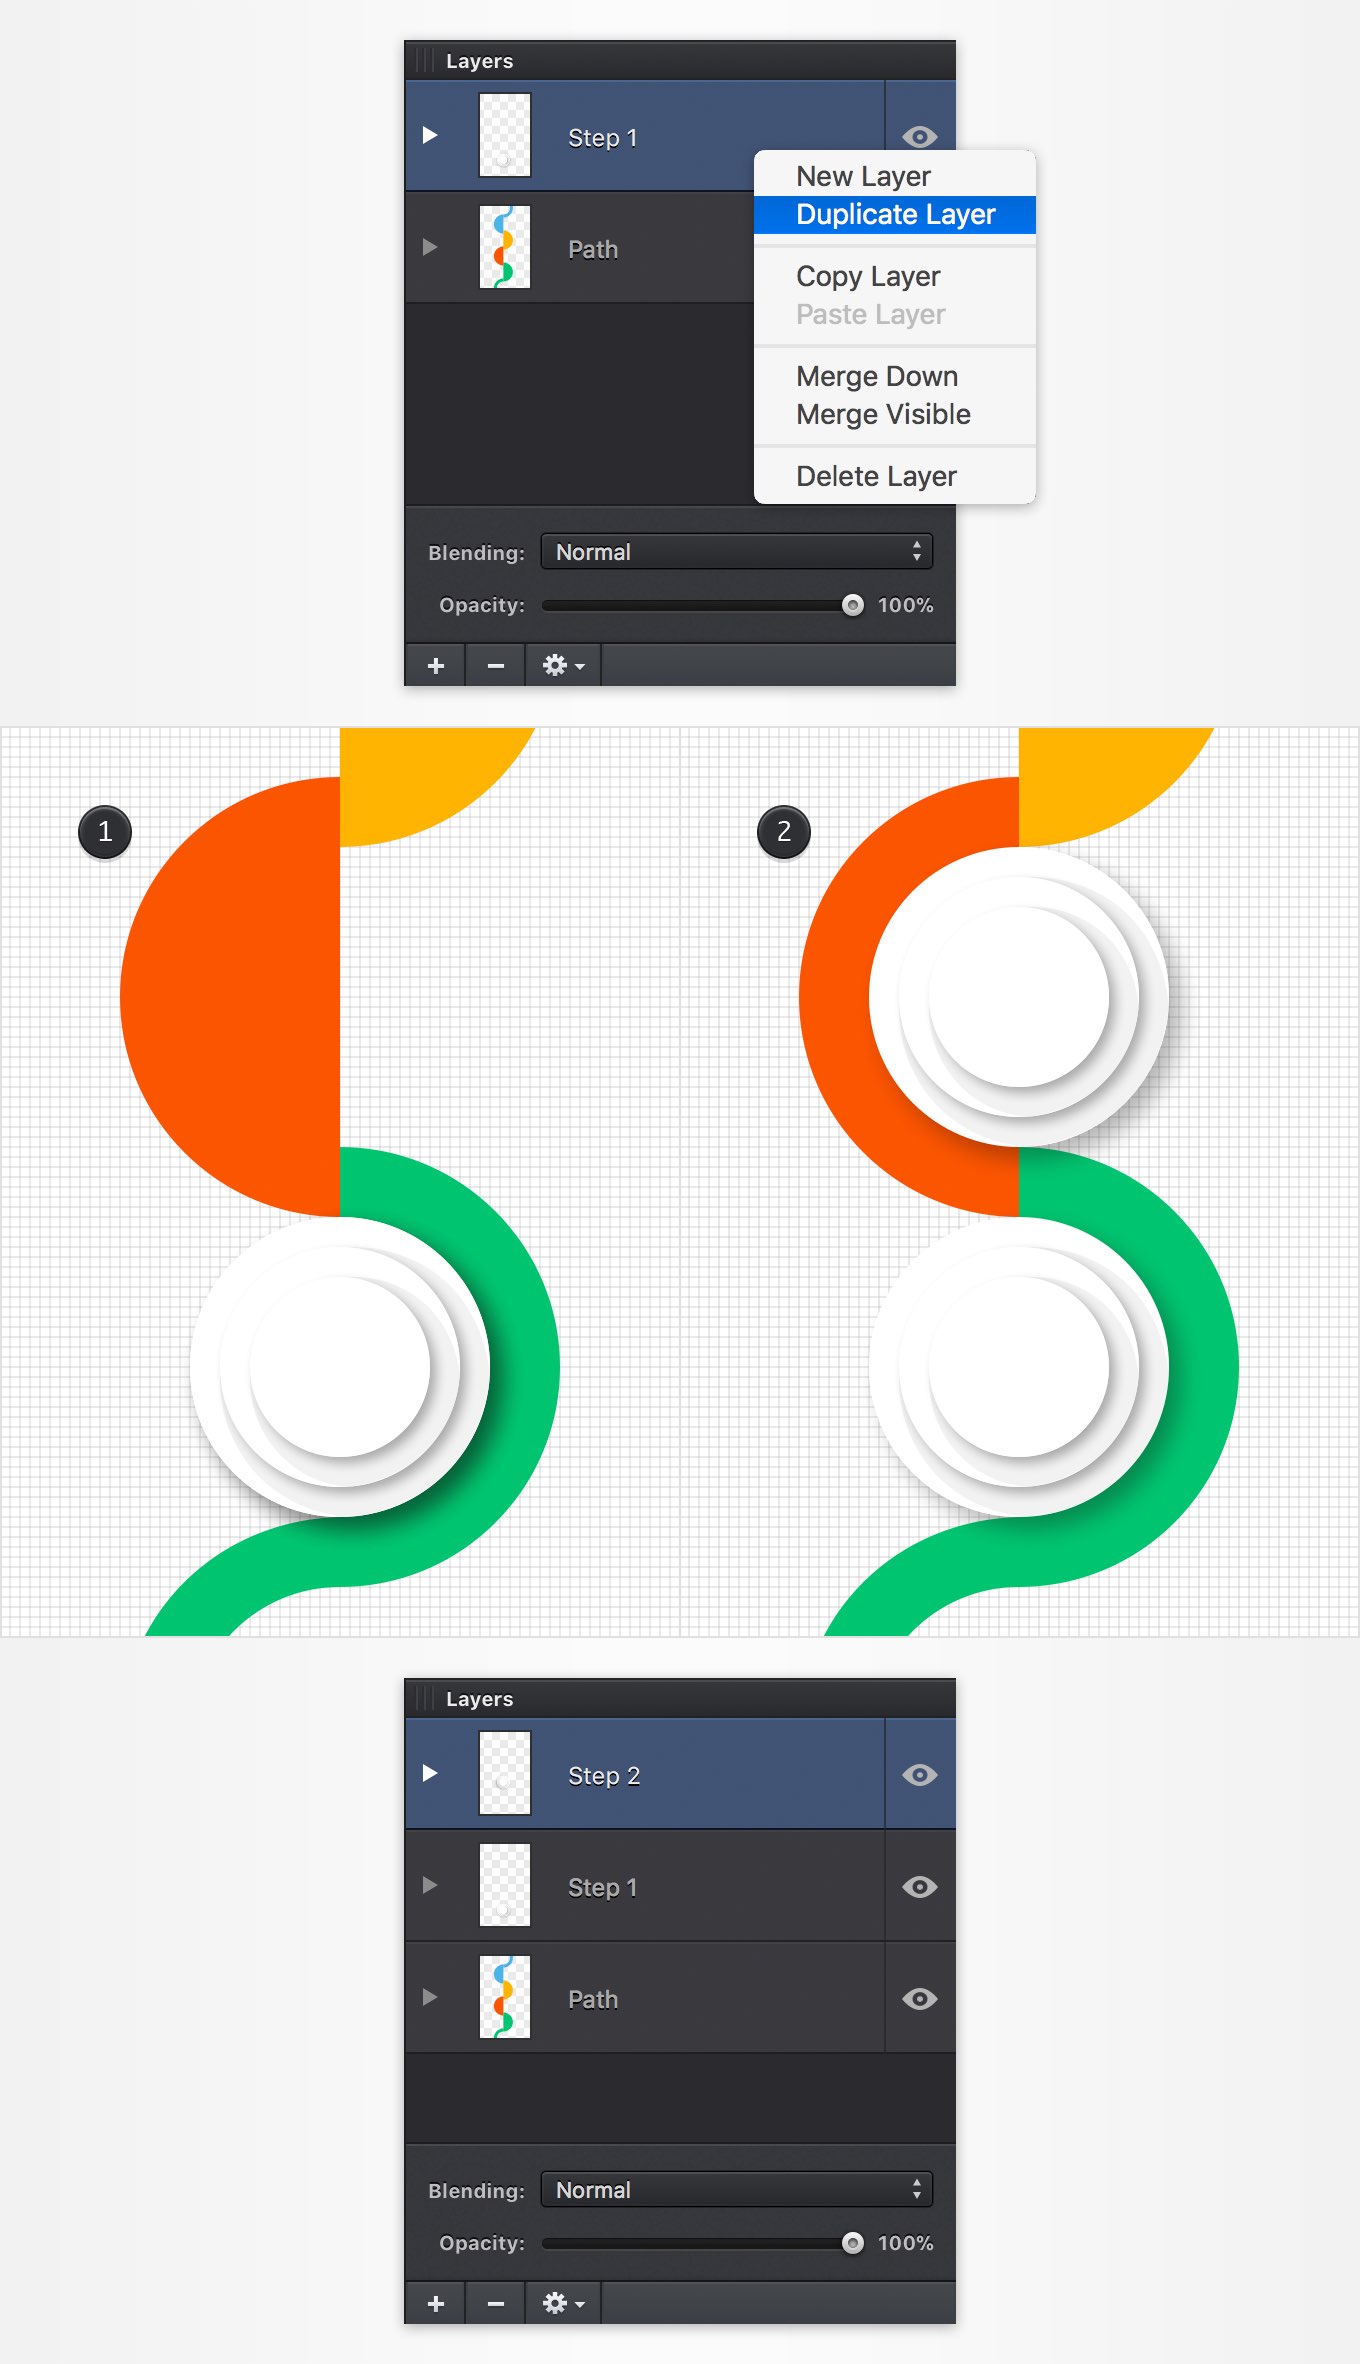 Layers
Step 1
New Layer
Duplicate Layer
Path
Copy Layer
Paste Layer
Merge Down
Merge Visible
Delete Layer
Blending: Normal
Opacity: 100%
1
2
Layers
Step 2
Step 1
Path
Blending: Normal
Opacity: 100%